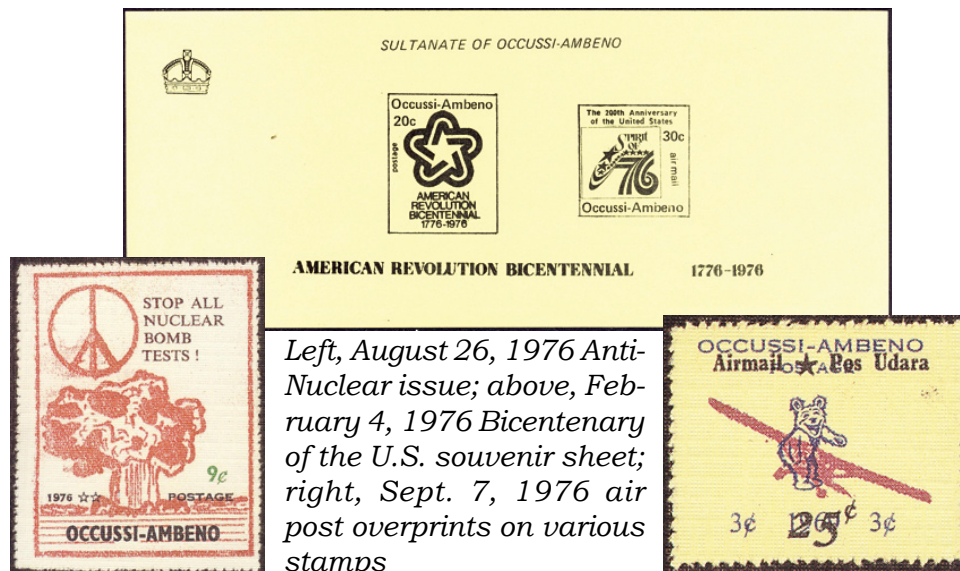 SULTANATE OF OCCUSSI-AMBENO
Occussi-Ambeno
20c
postage
AMERICAN
REVOLUTION
BICENTENNIAL
1776-1976
The 200th Anniversary
of the United States
30c
SPIRIT
OF
76
air mail
Occussi-Ambeno
AMERICAN REVOLUTION BICENTENNIAL 1776-1976
STOP ALL
NUCLEAR
BOMB
TESTS !
9¢
1976 ☆☆ POSTAGE
OCCUSSI-AMBENO
Left, August 26, 1976 Anti-
Nuclear issue; above, Feb-
ruary 4, 1976 Bicentenary
of the U.S. souvenir sheet;
right, Sept. 7, 1976 air
post overprints on various
stamps
OCCUSSI-AMBENO
POSTAGE
Airmail ★ Pos Udara
3¢ 25¢ 3¢